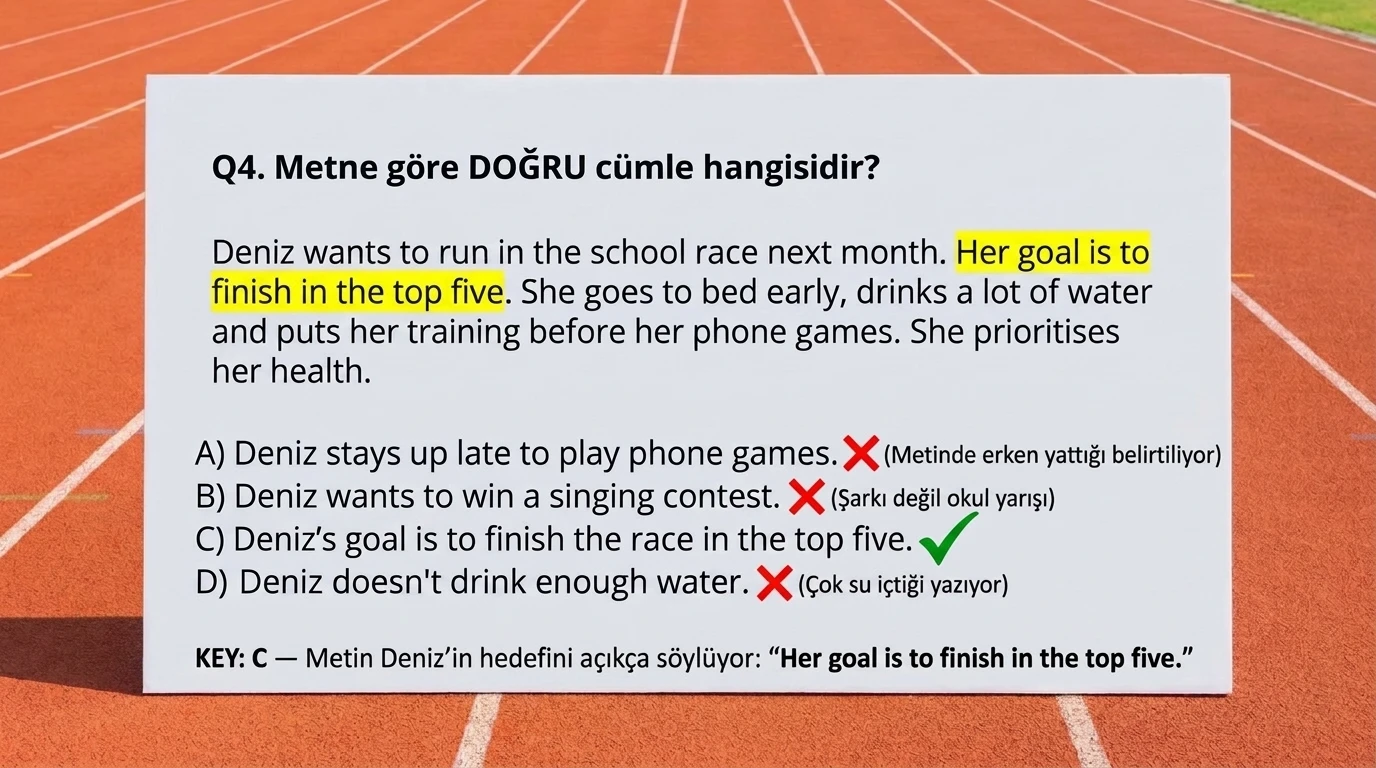 Q4. Metne göre DOĞRU cümle hangisidir?
Deniz wants to run in the school race next month. Her goal is to
finish in the top five. She goes to bed early, drinks a lot of water
and puts her training before her phone games. She prioritises
her health.
A) Deniz stays up late to play phone games. ❌ (Metinde erken yattığı belirtiliyor)
B) Deniz wants to win a singing contest. ❌ (Şarkı değil okul yarışı)
C) Deniz’s goal is to finish the race in the top five. ✔
D) Deniz doesn't drink enough water. ❌ (Çok su içtiği yazıyor)
KEY: C — Metin Deniz’in hedefini açıkça söylüyor: “Her goal is to finish in the top five.”